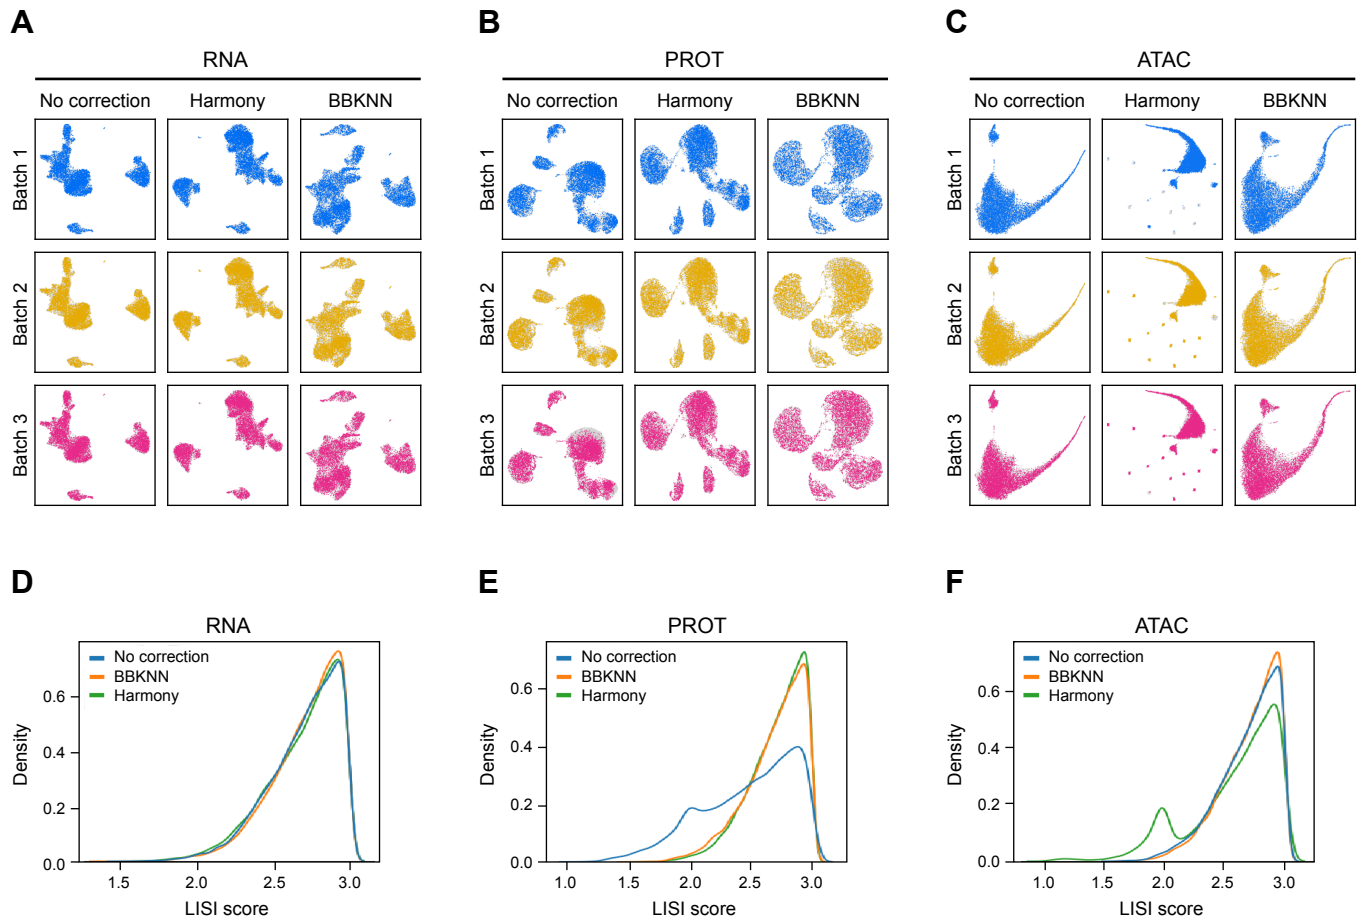 A
B
C
RNA
PROT
ATAC
No correction Harmony BBKNN
No correction Harmony BBKNN
No correction Harmony BBKNN
Batch 1
Batch 2
Batch 3
Batch 1
Batch 2
Batch 3
Batch 1
Batch 2
Batch 3
D
RNA
No correction
BBKNN
Harmony
Density
0.6
0.4
0.2
0.0
1.5 2.0 2.5 3.0
LISI score
E
PROT
No correction
BBKNN
Harmony
Density
0.6
0.4
0.2
0.0
1.0 1.5 2.0 2.5 3.0
LISI score
F
ATAC
No correction
BBKNN
Harmony
Density
0.6
0.4
0.2
0.0
1.0 1.5 2.0 2.5 3.0
LISI score